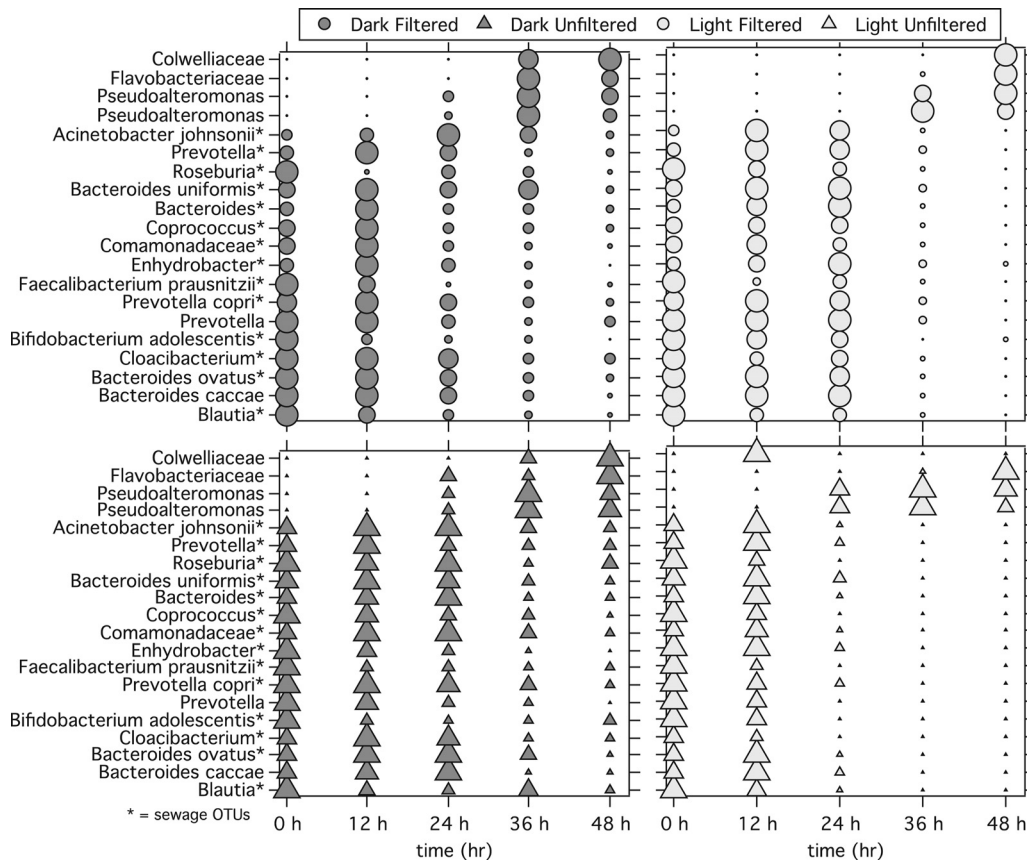 Dark Filtered Dark Unfiltered Light Filtered Light Unfiltered
Colwelliaceae
Flavobacteriaceae
Pseudoalteromonas
Pseudoalteromonas
Acinetobacter johnsonii*
Prevotella*
Roseburia*
Bacteroides uniformis*
Bacteroides*
Coprococcus*
Comamonadaceae*
Enhydrobacter*
Faecalibacterium prausnitzii*
Prevotella copri*
Prevotella
Bifidobacterium adolescentis*
Cloacibacterium*
Bacteroides ovatus*
Bacteroides caccae
Blautia*
Colwelliaceae
Flavobacteriaceae
Pseudoalteromonas
Pseudoalteromonas
Acinetobacter johnsonii*
Prevotella*
Roseburia*
Bacteroides uniformis*
Bacteroides*
Coprococcus*
Comamonadaceae*
Enhydrobacter*
Faecalibacterium prausnitzii*
Prevotella copri*
Prevotella
Bifidobacterium adolescentis*
Cloacibacterium*
Bacteroides ovatus*
Bacteroides caccae
Blautia*
* = sewage OTUs
0 h 12 h 24 h 36 h 48 h 0 h 12 h 24 h 36 h 48 h
time (hr) time (hr)